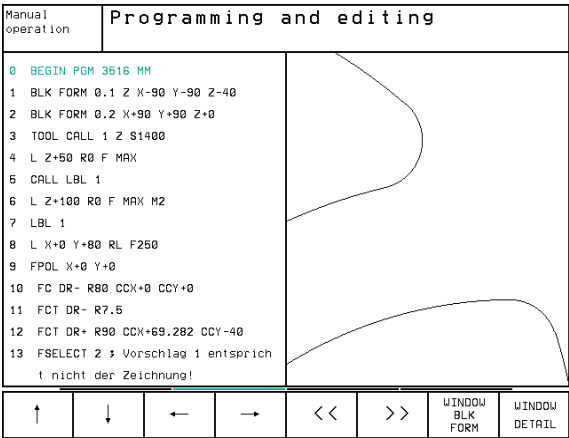 Manual
operation
Programming and editing
0 BEGIN PGM 3516 MM
1 BLK FORM 0.1 Z X-90 Y-90 Z-40
2 BLK FORM 0.2 X+90 Y+90 Z+0
3 TOOL CALL 1 Z S1400
4 L Z+50 R0 F MAX
5 CALL LBL 1
6 L Z+100 R0 F MAX M2
7 LBL 1
8 L X+0 Y+80 RL F250
9 FPOL X+0 Y+0
10 FC DR- R80 CCX+0 CCY+0
11 FCT DR- R7.5
12 FCT DR+ R90 CCX+69.282 CCY-40
13 FSELECT 2 ; Vorschlag 1 entsprich
t nicht der Zeichnung!
↑ ↓ ← → << >>
WINDOW
BLK
FORM
WINDOW
DETAIL